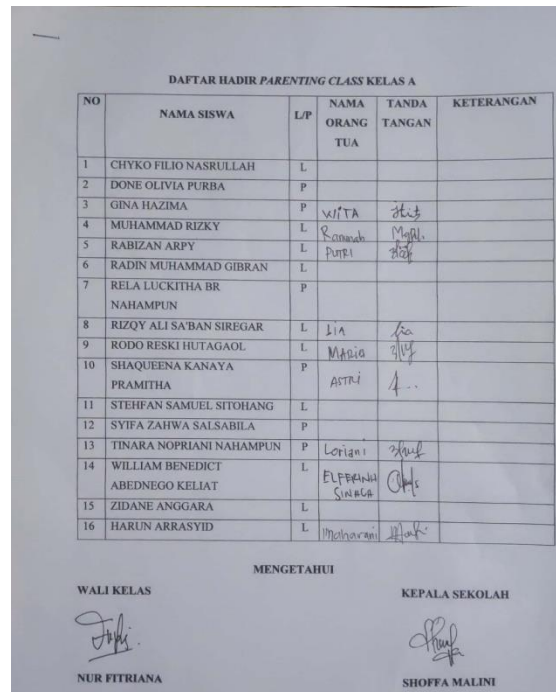 DAFTAR HADIR PARENTING CLASS KELAS A
NO NAMA SISWA L/P NAMA ORANG TUA TANDA TANGAN KETERANGAN
1 CHYKO FILIO NASRULLAH L
2 DONE OLIVIA PURBA P
3 GINA HAZIMA P WITA
4 MUHAMMAD RIZKY L
5 RABIZAN ARPY L PUTRI
6 RADIN MUHAMMAD GIBRAN L
7 RELA LUCKITHA BR P
NAHAMPUN
8 RIZQY ALI SA'BAN SIREGAR L LIA Lia
9 RODO RESKI HUTAGAOL L MARIA
10 SHAQUEENA KANAYA P
PRAMITHA ASTRI
11 STEHFAN SAMUEL SITOHANG L
12 SYIFA ZAHWA SALSABILA P
13 TINARA NOPRIANI NAHAMPUN P Loriani
14 WILLIAM BENEDICT L
ABEDNEGO KELIAT SINAGA
15 ZIDANE ANGGARA L
16 HARUN ARRASYID L Maharani
MENGETAHUI
WALI KELAS KEPALA SEKOLAH
NUR FITRIANA SHOFFA MALINI